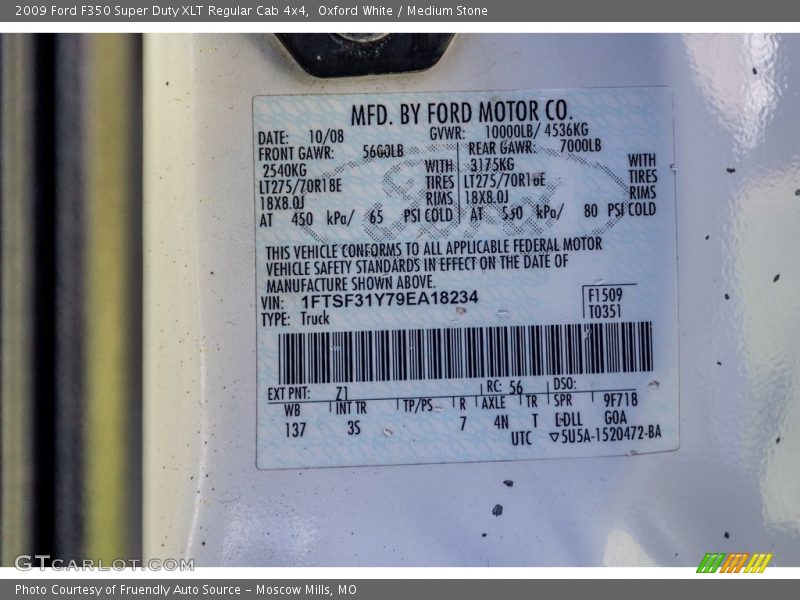 2009 Ford F350 Super Duty XLT Regular Cab 4x4,  Oxford White / Medium Stone
MFD. BY FORD MOTOR CO.
DATE: 10/08 GVWR: 10000LB/ 4536KG
FRONT GAWR: 5600LB REAR GAWR: 7000LB
2540KG WITH 3175KG WITH
LT275/70R18E TIRES LT275/70R18E TIRES
18X8.0J RIMS 18X8.0J RIMS
AT 450 kPa/ 65 PSI COLD AT 550 kPa/ 80 PSI COLD
THIS VEHICLE CONFORMS TO ALL APPLICABLE FEDERAL MOTOR
VEHICLE SAFETY STANDARDS IN EFFECT ON THE DATE OF
MANUFACTURE SHOWN ABOVE.
VIN: 1FTSF31Y79EA18234 F1509
TYPE: Truck T0351
EXT PNT: Z1 RC: 56 DSO:
WB INT TR TP/PS R AXLE TR SPR 9F718
137 3S 7 4N T C-DLL G0A
UTC ▽5U5A-1520472-BA
GTCARLOT.COM
Photo Courtesy of Fruendly Auto Source – Moscow Mills, MO